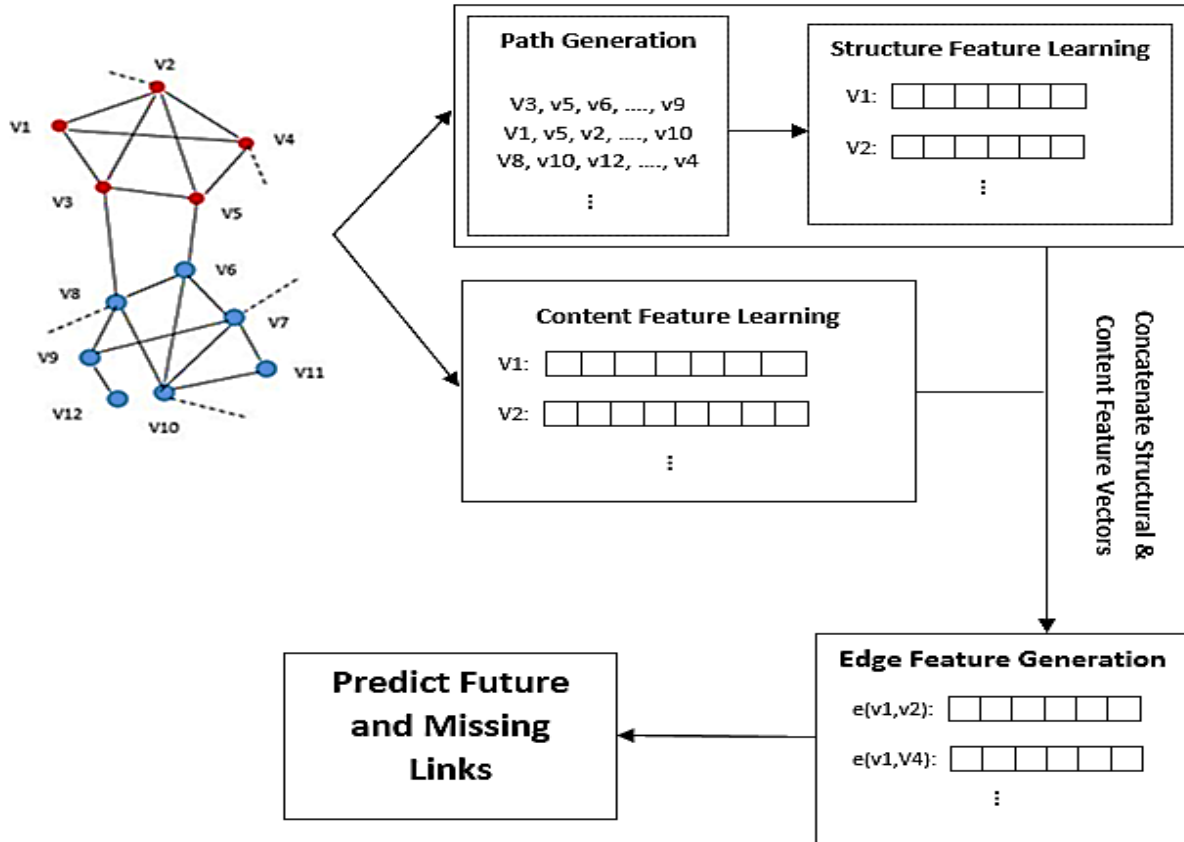 V2
V1
V4
V3
V5
V6
V8
V7
V9
V11
V12
V10
Path Generation
V3, v5, v6, ...., v9
V1, v5, v2, ...., v10
V8, v10, v12, ...., v4
⋮
Structure Feature Learning
V1:
V2:
⋮
Content Feature Learning
V1:
V2:
⋮
Concatenate Structural &
Content Feature Vectors
Edge Feature Generation
e(v1,v2):
e(v1,V4):
⋮
Predict Future
and Missing
Links